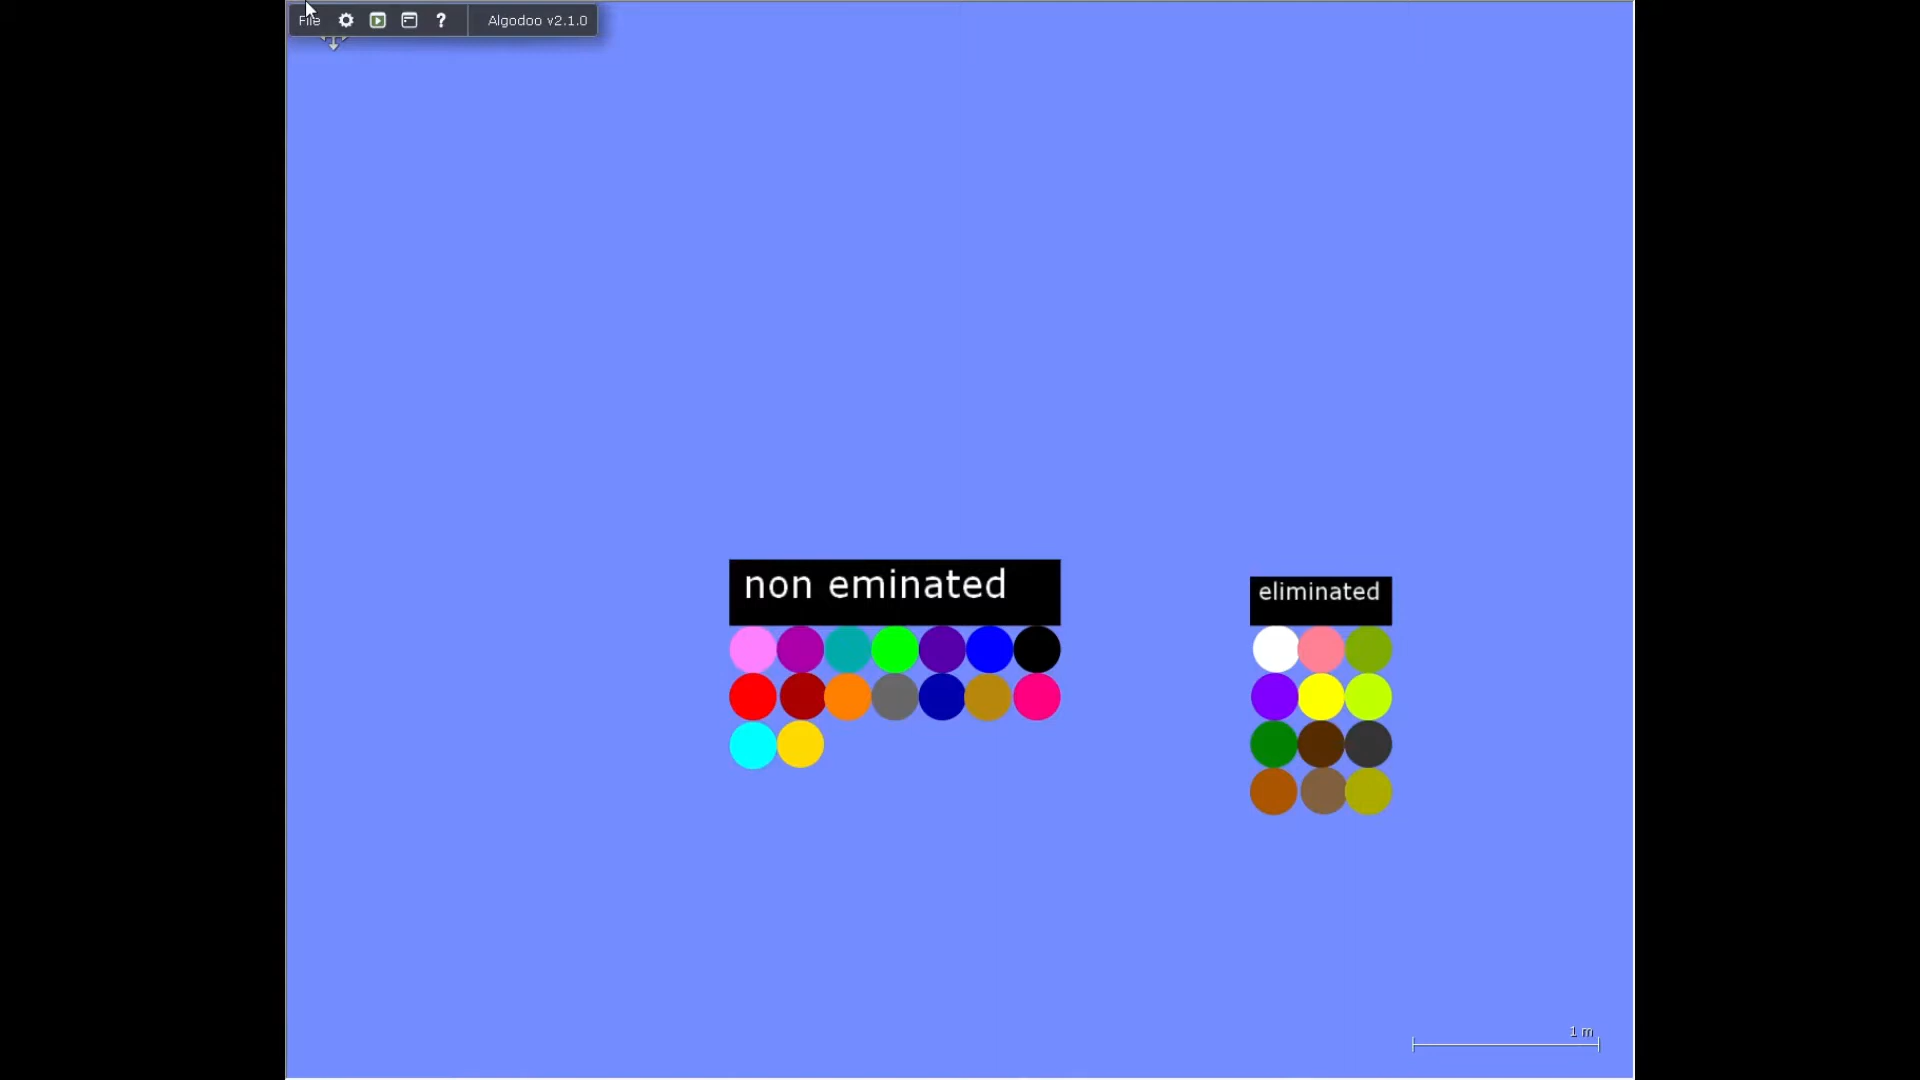 File ? Algodoo v2.1.0
non eminated
eliminated
1 m